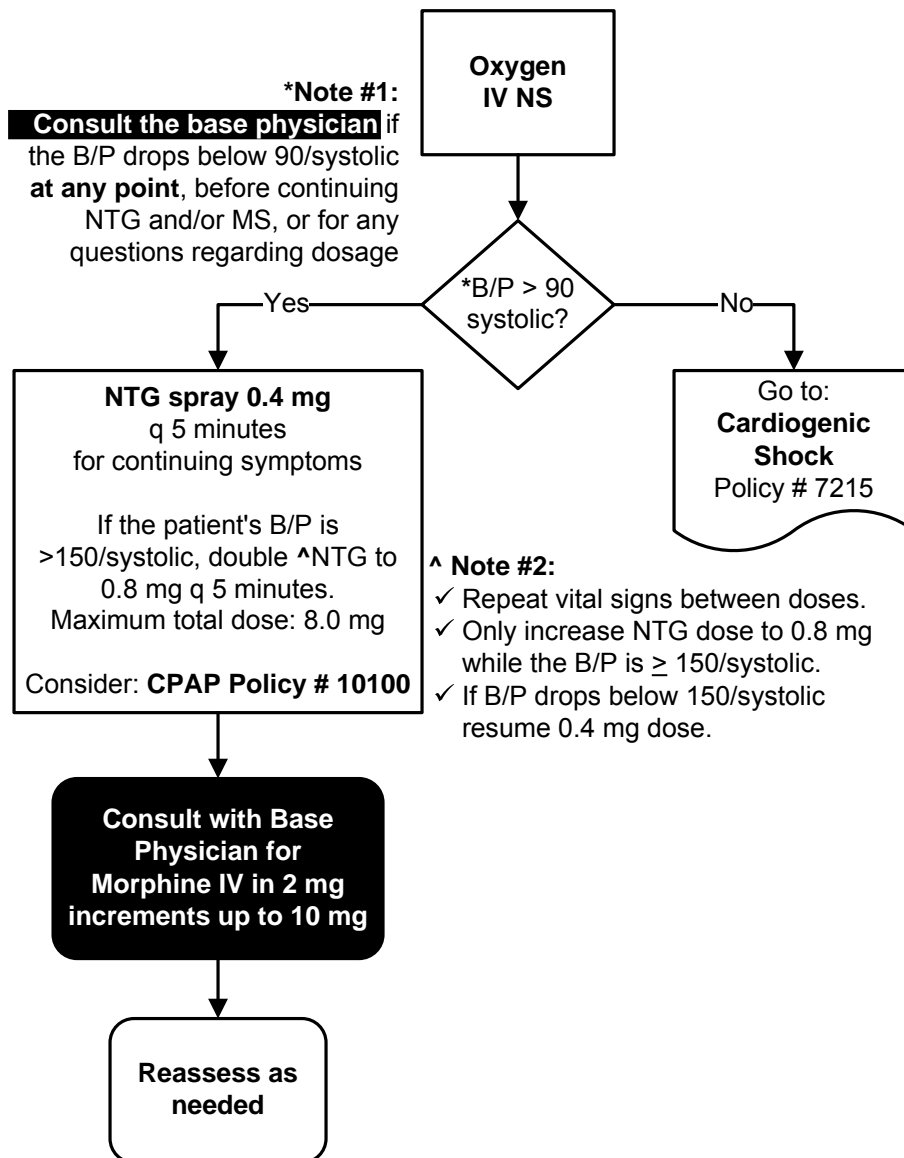 Oxygen
IV NS
*Note #1:
Consult the base physician if
the B/P drops below 90/systolic
at any point, before continuing
NTG and/or MS, or for any
questions regarding dosage
*B/P > 90
systolic?
Yes
No
NTG spray 0.4 mg
q 5 minutes
for continuing symptoms
If the patient's B/P is
>150/systolic, double ^NTG to
0.8 mg q 5 minutes.
Maximum total dose: 8.0 mg
Consider: CPAP Policy # 10100
Go to:
Cardiogenic
Shock
Policy # 7215
^ Note #2:
✓ Repeat vital signs between doses.
✓ Only increase NTG dose to 0.8 mg
while the B/P is ≥ 150/systolic.
✓ If B/P drops below 150/systolic
resume 0.4 mg dose.
Consult with Base
Physician for
Morphine IV in 2 mg
increments up to 10 mg
Reassess as
needed